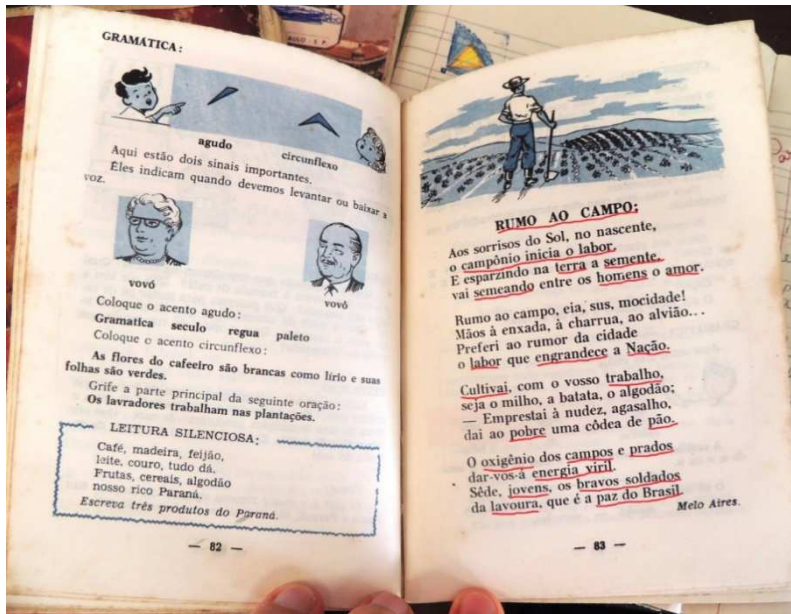 GRAMÁTICA:
agudo
circunflexo
Aqui estão dois sinais importantes.
Êles indicam quando devemos levantar ou baixar a
voz.
vovó
vovô
Coloque o acento agudo:
Gramatica seculo regua paleto
Coloque o acento circunflexo:
As flores do cafeeiro são brancas como lírio e suas
folhas são verdes.
Grife a parte principal da seguinte oração:
Os lavradores trabalham nas plantações.
LEITURA SILENCIOSA:
Café, madeira, feijão,
leite, couro, tudo dá.
Frutas, cereais, algodão
nosso rico Paraná.
Escreva três produtos do Paraná.
— 82 —
RUMO AO CAMPO:
Aos sorrisos do Sol, no nascente,
o campônio inicia o labor.
E esparzindo na terra a semente,
vai semeando entre os homens o amor.
Rumo ao campo, eia, sus, mocidade!
Mãos à enxada, à charrua, ao alvião...
Preferi ao rumor da cidade
o labor que engrandece a Nação.
Cultivai, com o vosso trabalho,
seja o milho, a batata, o algodão;
— Emprestai à nudez, agasalho,
dai ao pobre uma côdea de pão.
O oxigênio dos campos e prados
dar-vos-á energia viril.
Sêde, jovens, os bravos soldados
da lavoura, que é a paz do Brasil.
Melo Aires.
— 83 —